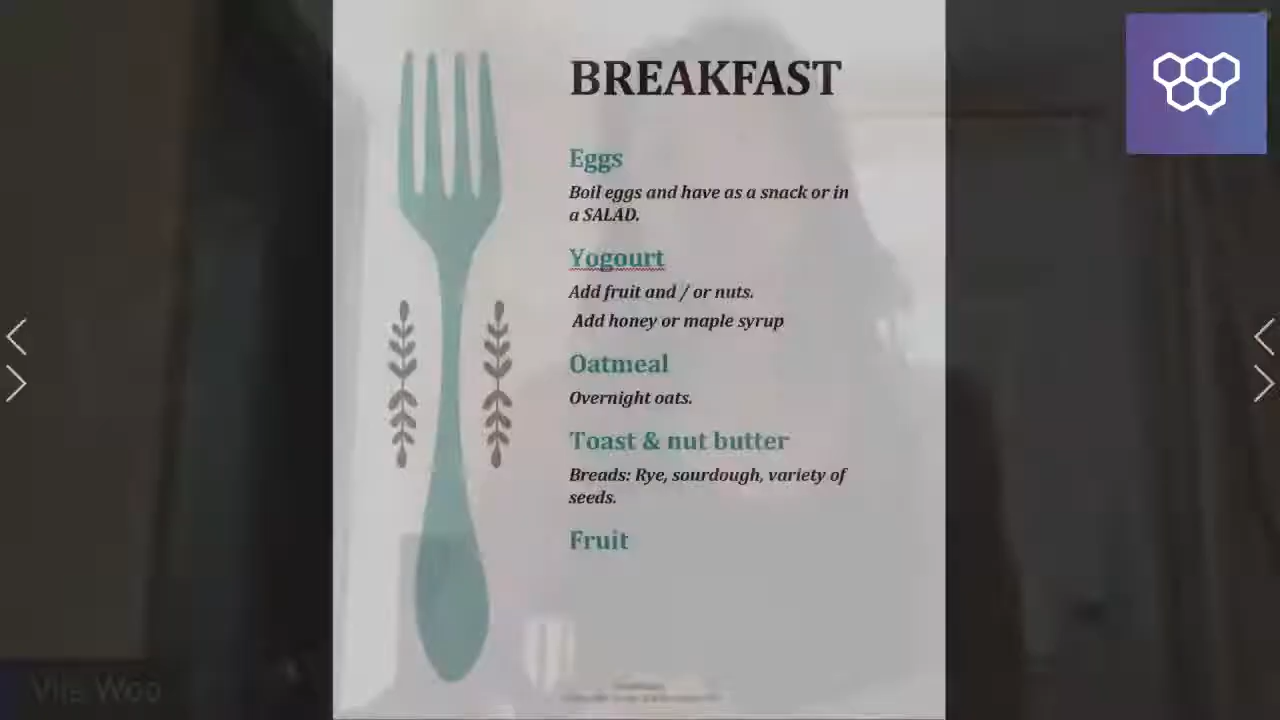 BREAKFAST
Eggs
Boil eggs and have as a snack or in
a SALAD.
Yogourt
Add fruit and / or nuts.
Add honey or maple syrup
Oatmeal
Overnight oats.
Toast & nut butter
Breads: Rye, sourdough, variety of
seeds.
Fruit
Woo